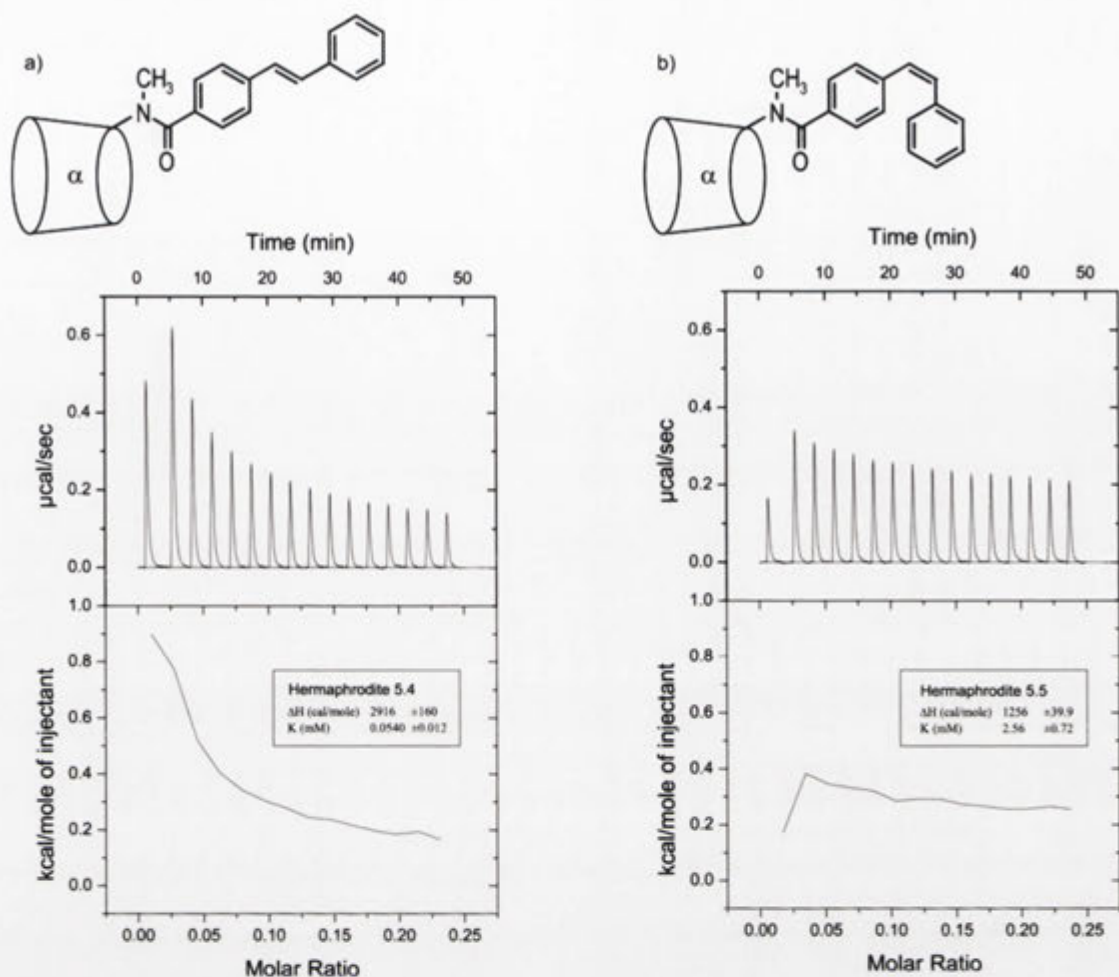 a)
CH₃
N
O
α
Time (min)
0 10 20 30 40 50
0.6
0.4
0.2
0.0
µcal/sec
1.0
0.8
0.6
0.4
0.2
0.0
kcal/mole of injectant
Hermaphrodite 5.4
ΔH (cal/mole) 2916 ±160
K (mM) 0.0540 ±0.012
0.00 0.05 0.10 0.15 0.20 0.25
Molar Ratio
b)
CH₃
N
O
α
Time (min)
0 10 20 30 40 50
0.6
0.4
0.2
0.0
µcal/sec
1.0
0.8
0.6
0.4
0.2
0.0
kcal/mole of injectant
Hermaphrodite 5.5
ΔH (cal/mole) 1256 ±39.9
K (mM) 2.56 ±0.72
0.00 0.05 0.10 0.15 0.20 0.25
Molar Ratio